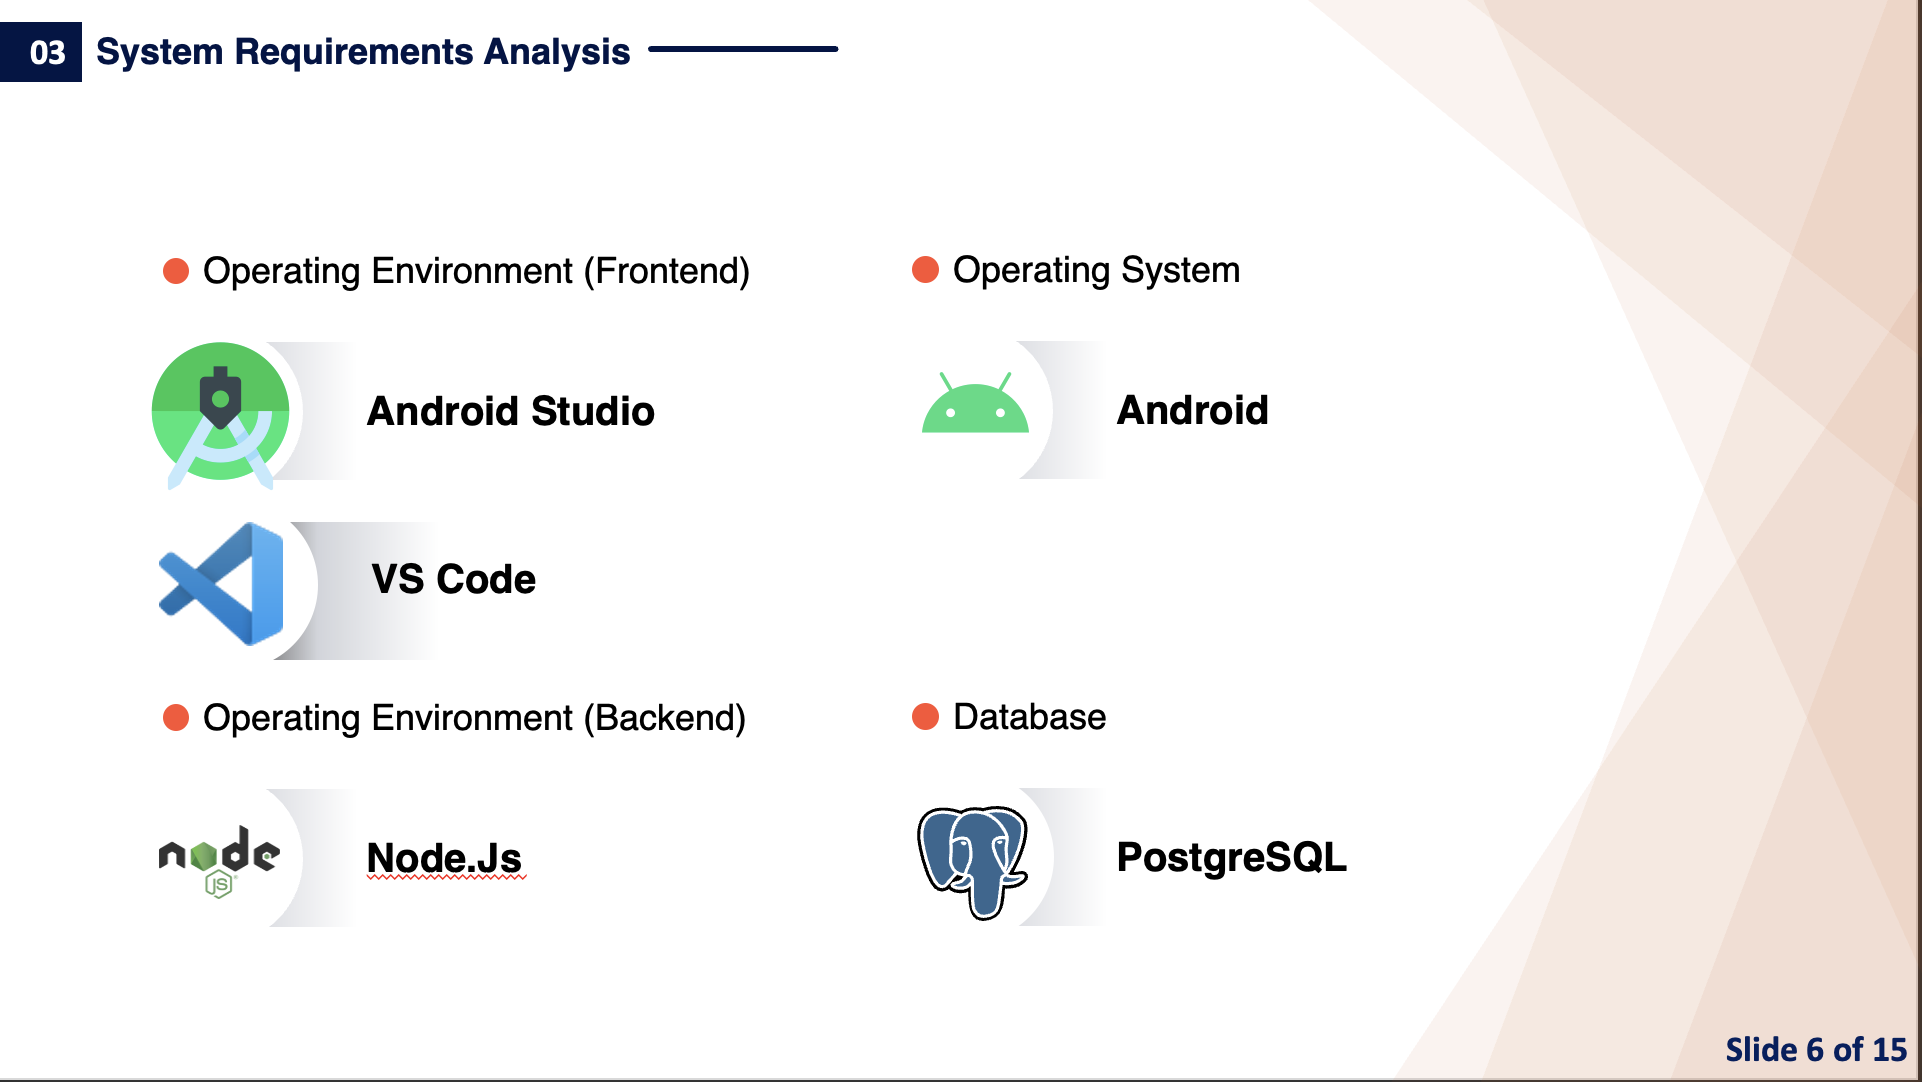 03 System Requirements Analysis
Operating Environment (Frontend)
Android Studio
VS Code
Operating System
Android
Operating Environment (Backend)
node
JS
Node.Js
Database
PostgreSQL
Slide 6 of 15